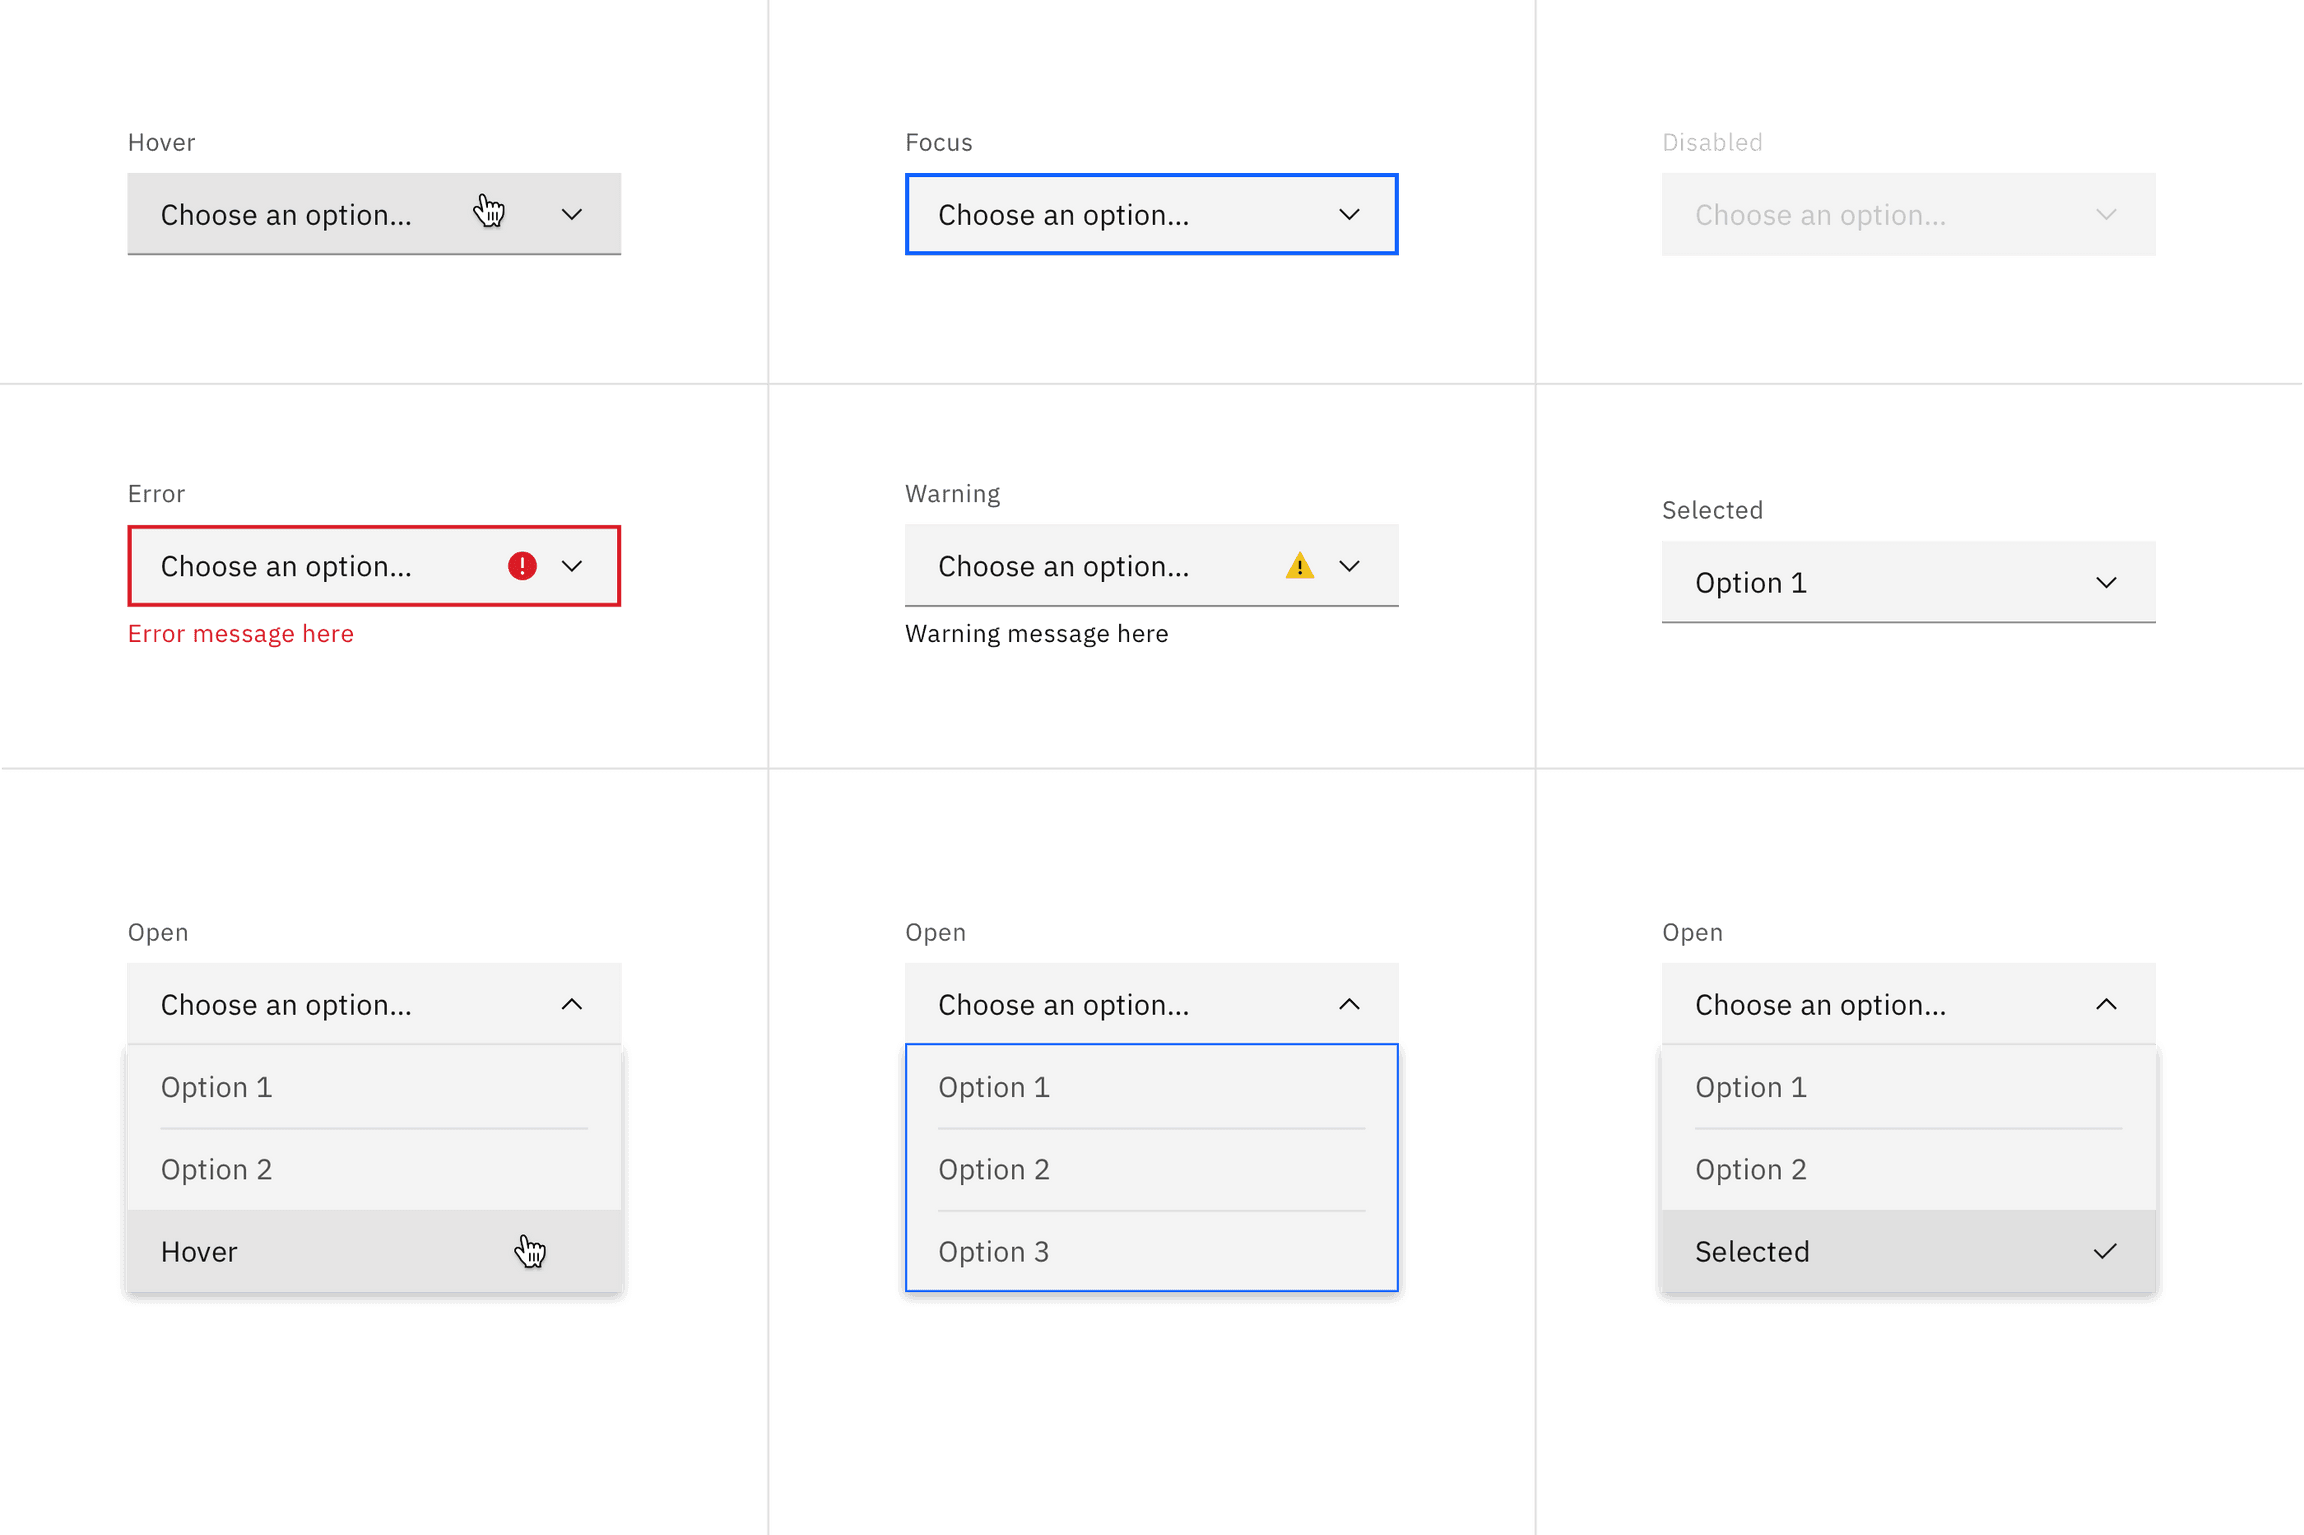 Hover
Choose an option...
Focus
Choose an option...
Disabled
Choose an option...
Error
Choose an option...
Error message here
Warning
Choose an option...
Warning message here
Selected
Option 1
Open
Choose an option...
Option 1
Option 2
Hover
Open
Choose an option...
Option 1
Option 2
Option 3
Open
Choose an option...
Option 1
Option 2
Selected